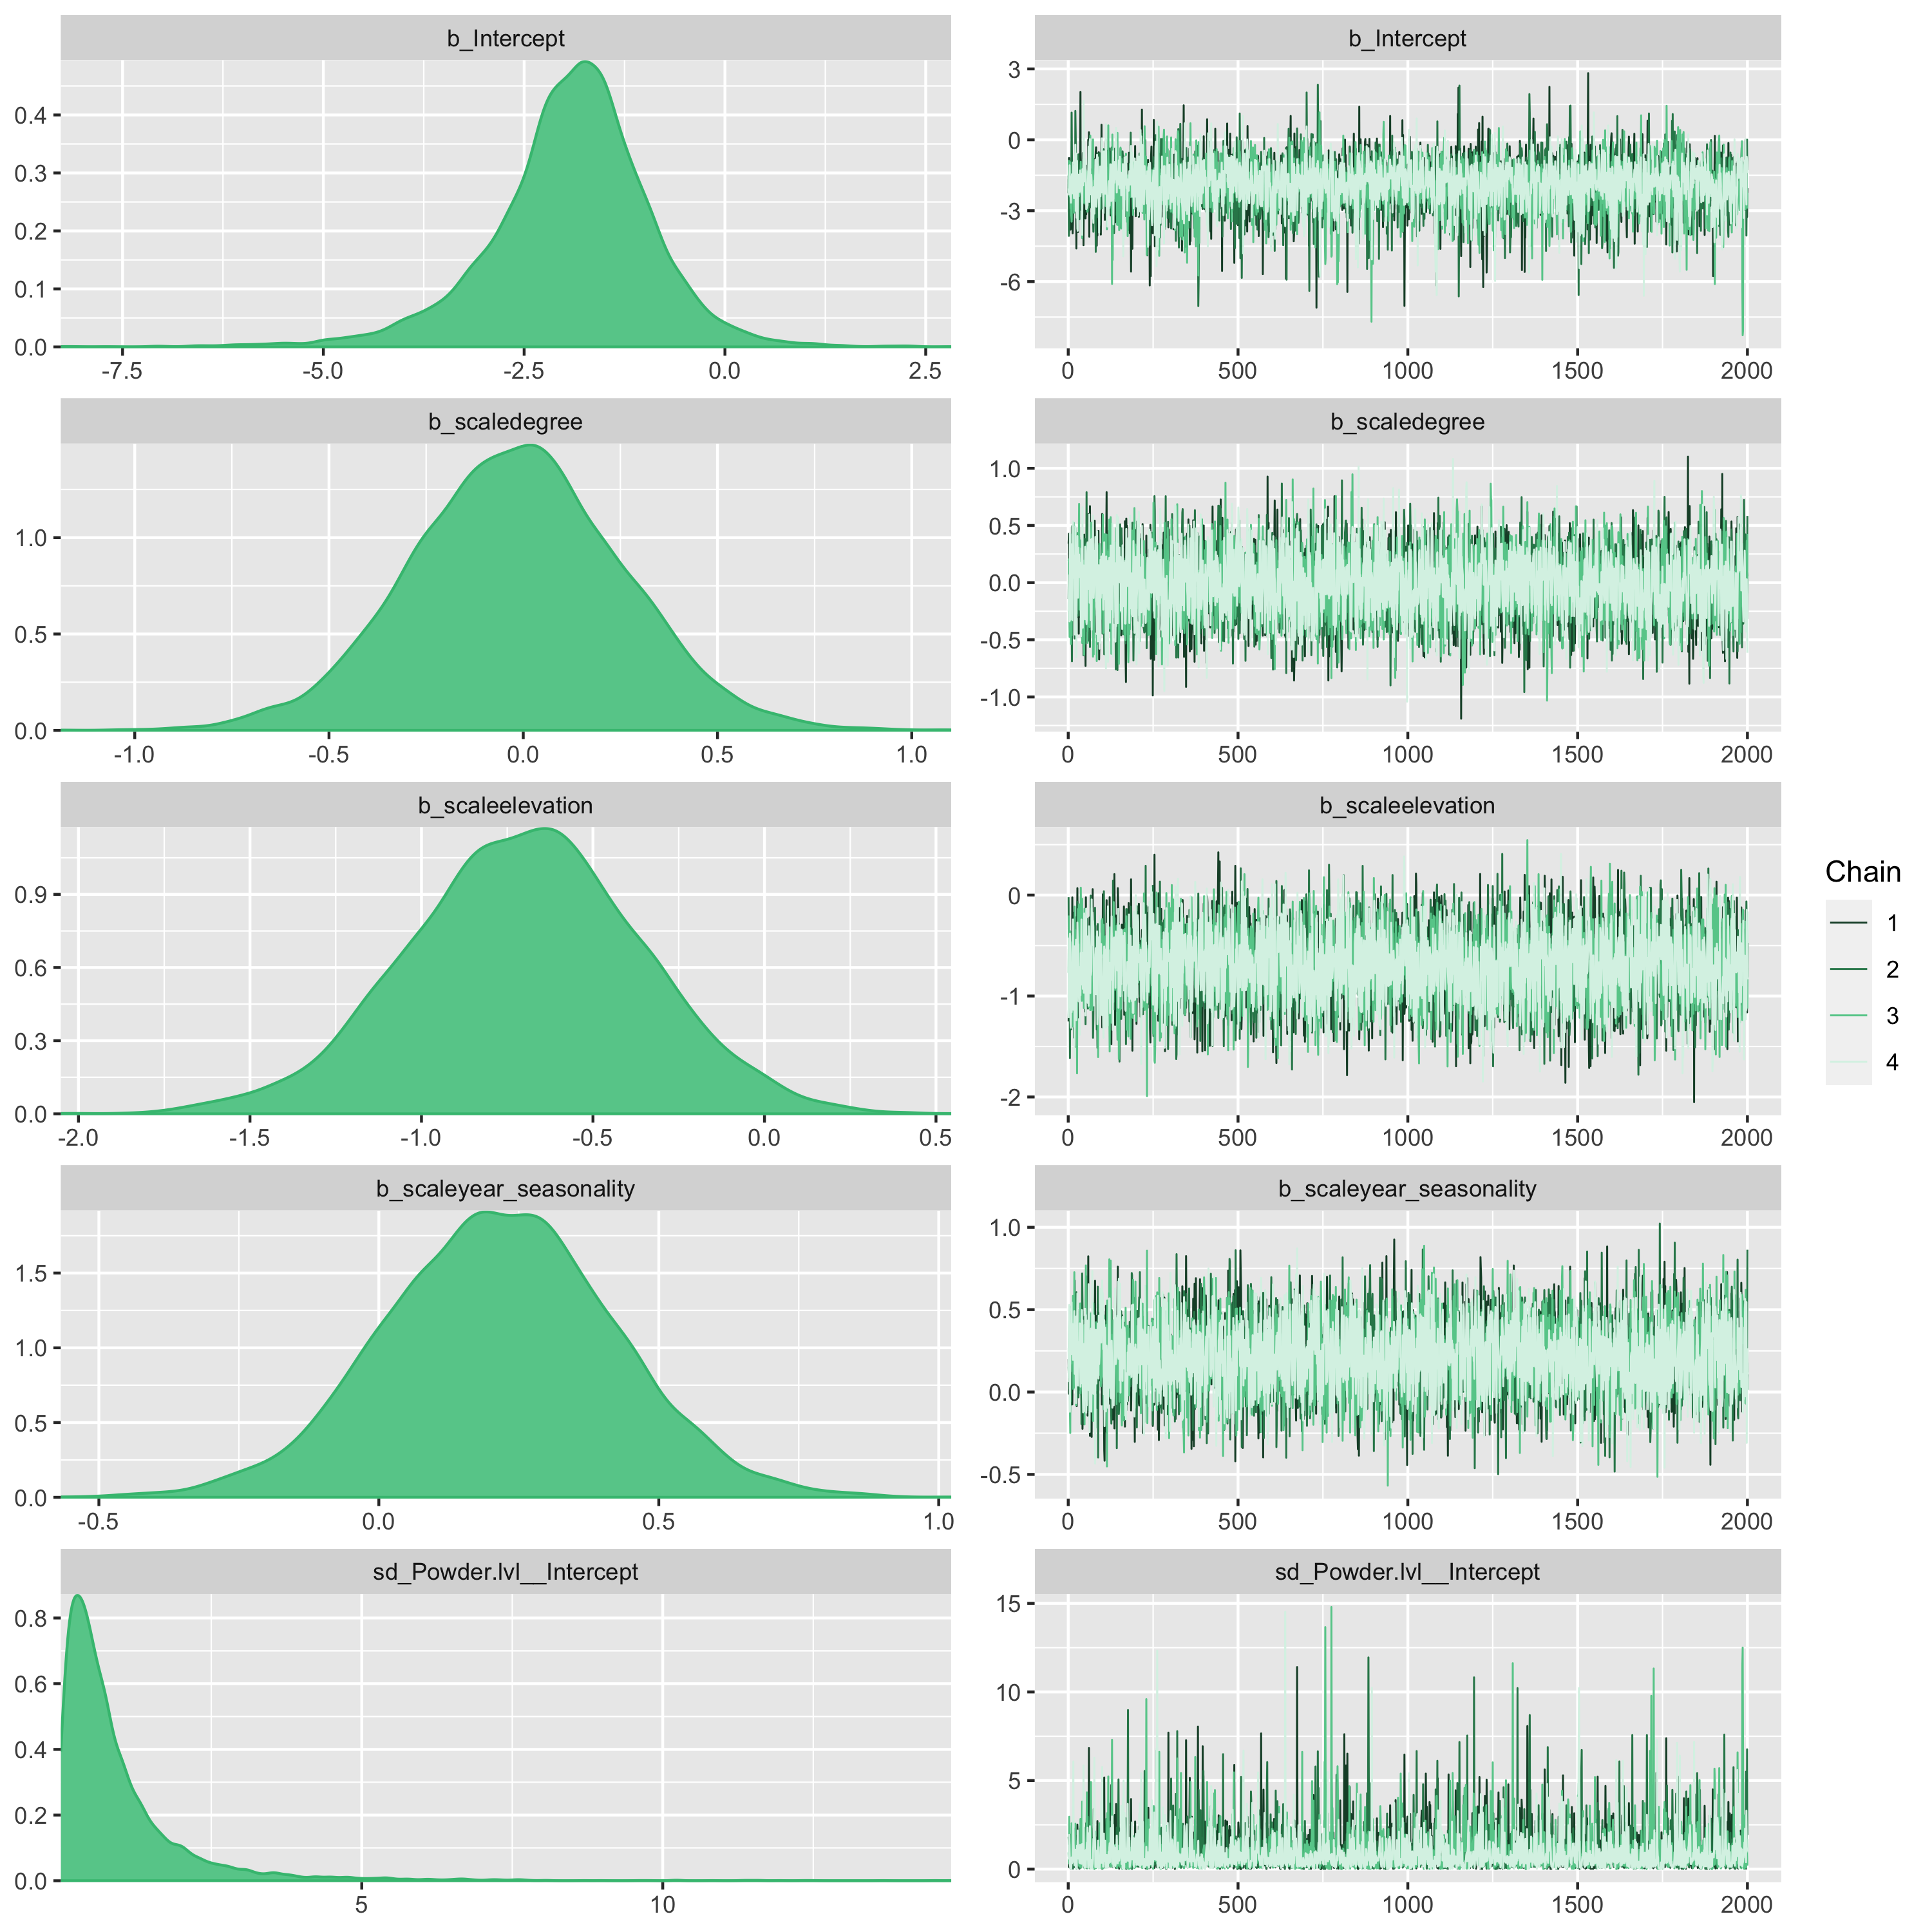 b_Intercept
b_Intercept
0.4
0.3
0.2
0.1
0.0
-7.5 -5.0 -2.5 0.0 2.5
3
0
-3
-6
0 500 1000 1500 2000
b_scaledegree
b_scaledegree
1.0
0.5
0.0
-1.0 -0.5 0.0 0.5 1.0
1.0
0.5
0.0
-0.5
-1.0
0 500 1000 1500 2000
b_scaleelevation
b_scaleelevation
0.9
0.6
0.3
0.0
-2.0 -1.5 -1.0 -0.5 0.0 0.5
0
-1
-2
0 500 1000 1500 2000
Chain
1
2
3
4
b_scaleyear_seasonality
b_scaleyear_seasonality
1.5
1.0
0.5
0.0
-0.5 0.0 0.5 1.0
1.0
0.5
0.0
-0.5
0 500 1000 1500 2000
sd_Powder.lvl__Intercept
sd_Powder.lvl__Intercept
0.8
0.6
0.4
0.2
0.0
5 10
15
10
5
0
0 500 1000 1500 2000